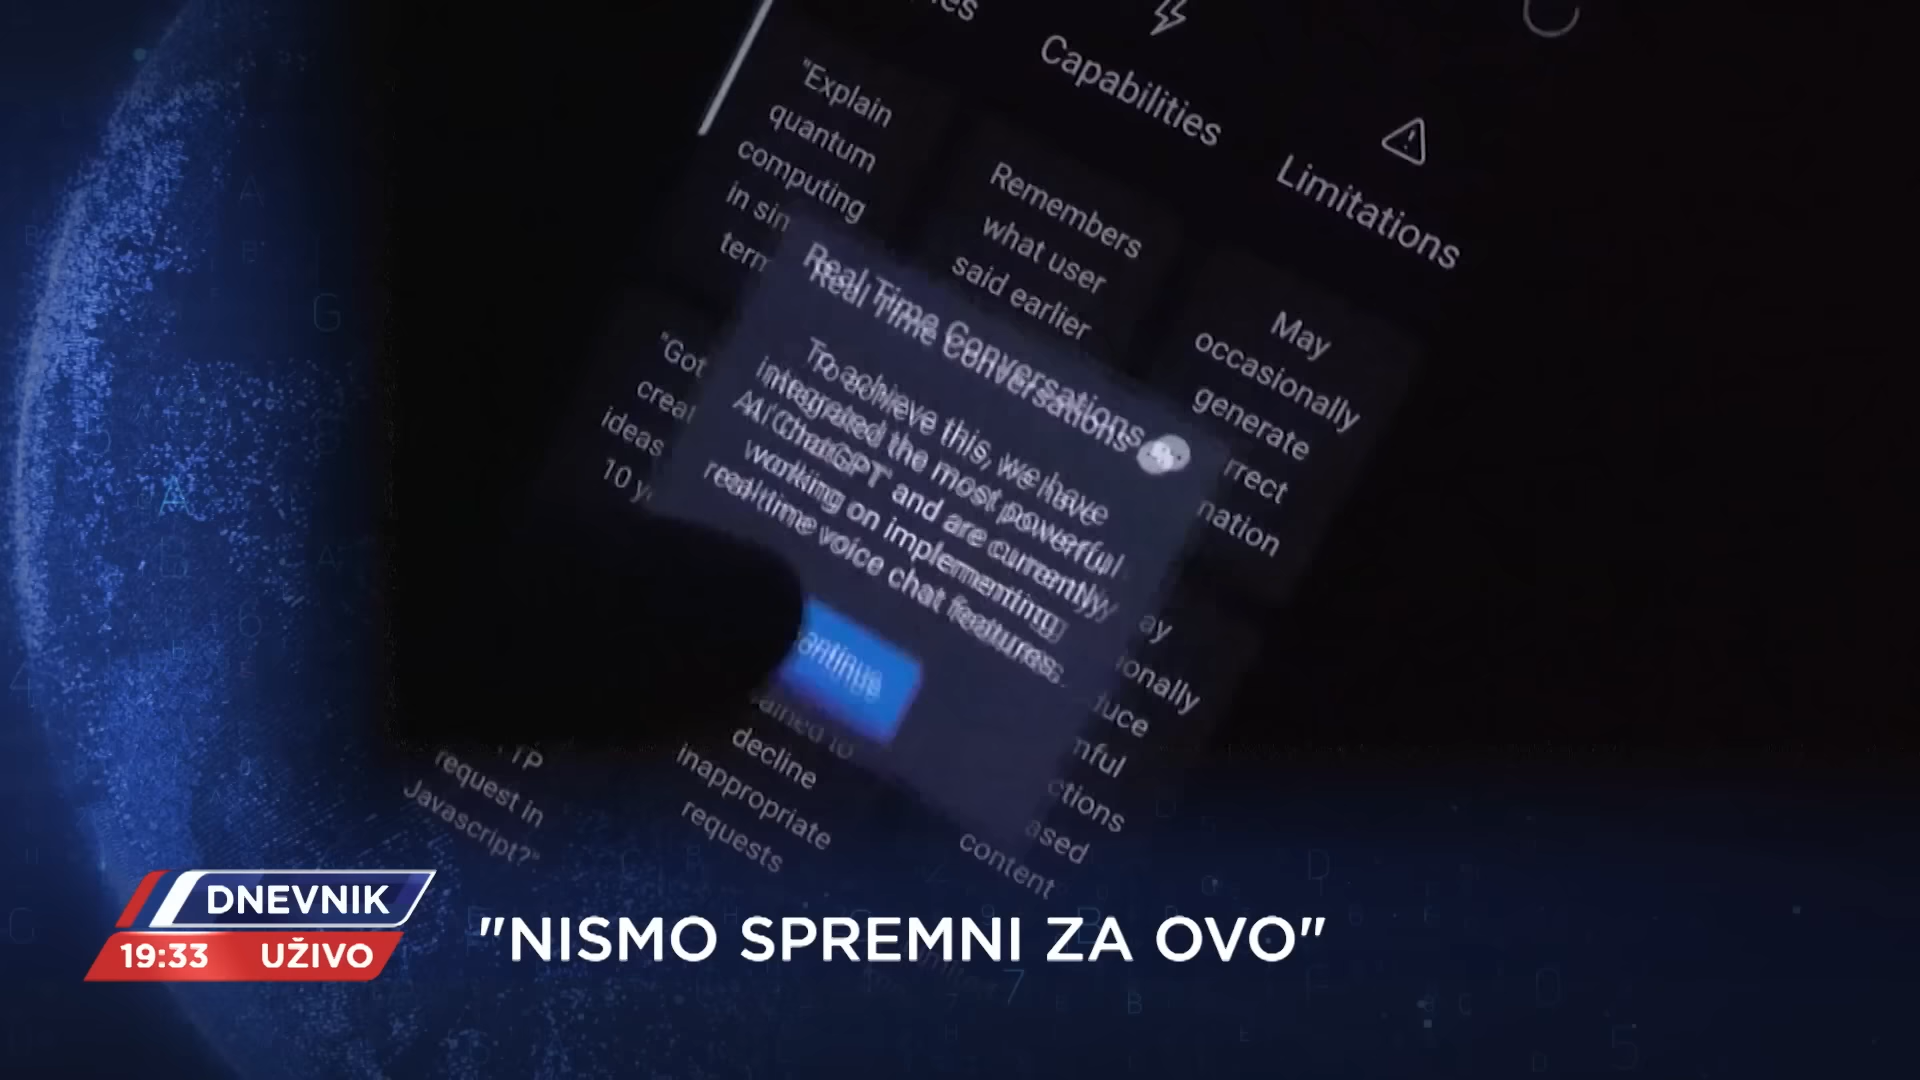 Capabilities
Limitations
"Explain
quantum
computing
Remembers
what user
said earlier
May
occasionally
generate
Real Time Conversations
To achieve this, we have
integrated the most powerful
AI ChatGPT and are currently
working on implementing
real-time voice chat features.
ideas
decline
inappropriate
requests
request in
Javascript?"
content
DNEVNIK
19:33 UŽIVO
"NISMO SPREMNI ZA OVO"